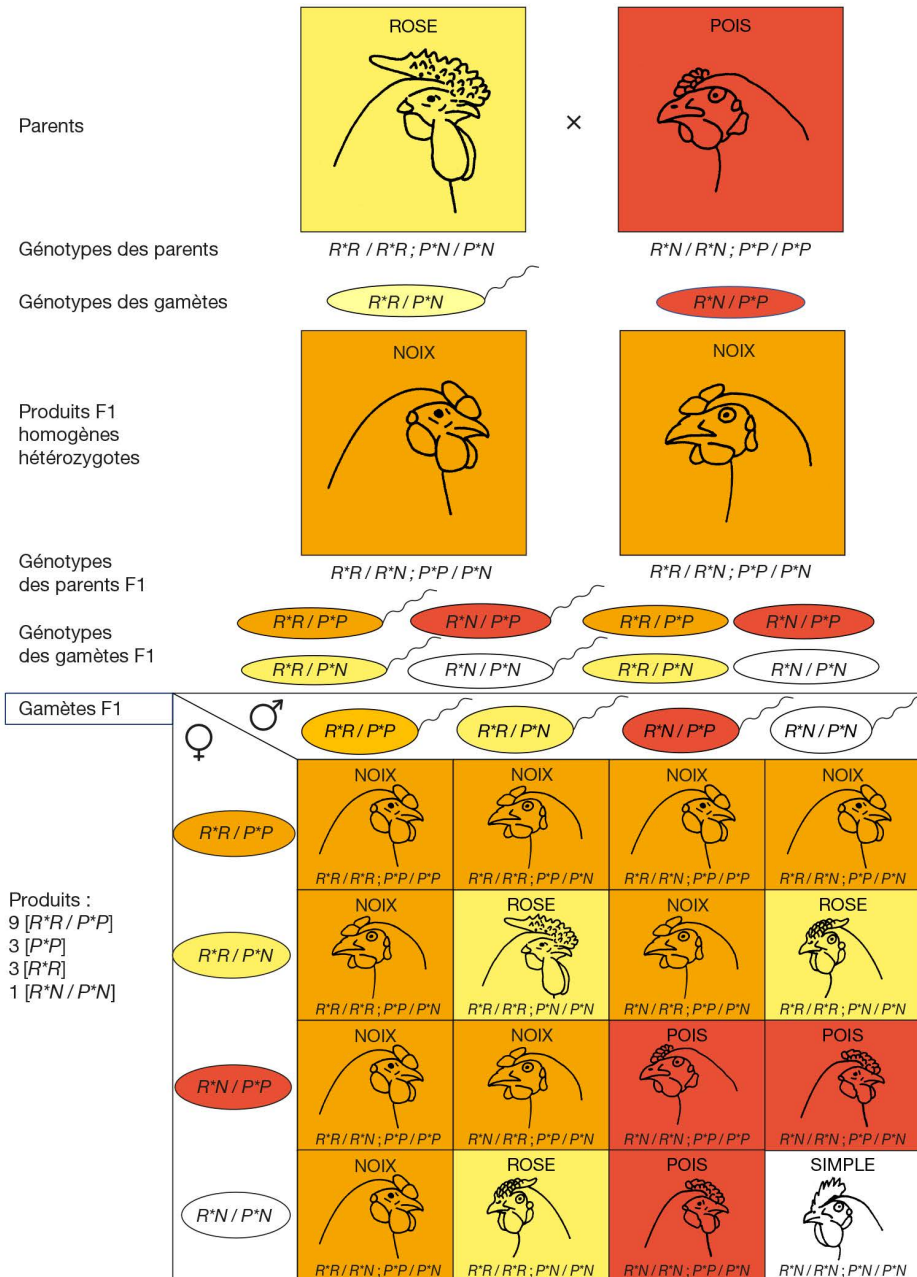 ROSE
POIS
Parents
×
Génotypes des parents
R*R / R*R ; P*N / P*N
R*N / R*N ; P*P / P*P
Génotypes des gamètes
R*R / P*N
R*N / P*P
NOIX
NOIX
Produits F1
homogènes
hétérozygotes
Génotypes
des parents F1
R*R / R*N ; P*P / P*N
R*R / R*N ; P*P / P*N
Génotypes
des gamètes F1
R*R / P*P
R*N / P*P
R*R / P*P
R*N / P*P
R*R / P*N
R*N / P*N
R*R / P*N
R*N / P*N
Gamètes F1
♀
♂
R*R / P*P
R*R / P*N
R*N / P*P
R*N / P*N
R*R / P*P
NOIX
NOIX
NOIX
NOIX
R*R / R*R ; P*P / P*P
R*R / R*R ; P*P / P*N
R*R / R*N ; P*P / P*P
R*R / R*N ; P*P / P*N
Produits :
9 [R*R / P*P]
3 [P*P]
3 [R*R]
1 [R*N / P*N]
R*R / P*N
NOIX
ROSE
NOIX
ROSE
R*R / R*R ; P*P / P*N
R*R / R*R ; P*N / P*N
R*N / R*R ; P*P / P*N
R*R / R*R ; P*N / P*N
R*N / P*P
NOIX
NOIX
POIS
POIS
R*R / R*N ; P*P / P*P
R*N / R*R ; P*P / P*N
R*N / R*N ; P*P / P*P
R*N / R*N ; P*P / P*N
R*N / P*N
NOIX
ROSE
POIS
SIMPLE
R*R / R*N ; P*P / P*N
R*R / R*R ; P*N / P*N
R*N / R*N ; P*P / P*N
R*N / R*N ; P*N / P*N